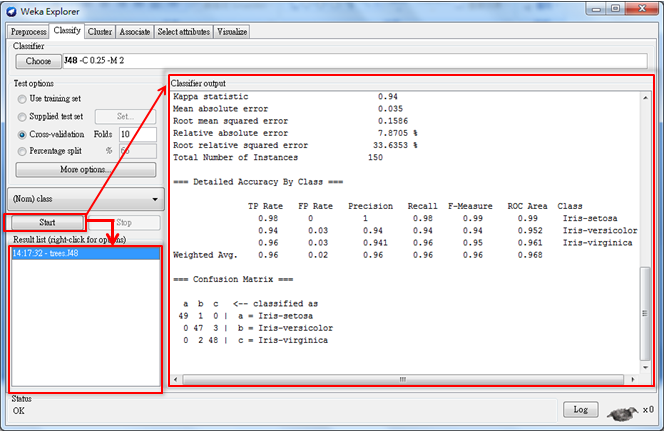 Weka Explorer
Preprocess Classify Cluster Associate Select attributes Visualize
Classifier
Choose J48 -C 0.25 -M 2
Test options
Use training set
Supplied test set Set...
Cross-validation Folds 10
Percentage split % 66
More options...
(Nom) class
Start Stop
Result list (right-click for options)
14:17:32 - trees.J48
Classifier output
Kappa statistic 0.94
Mean absolute error 0.035
Root mean squared error 0.1586
Relative absolute error 7.8705 %
Root relative squared error 33.6353 %
Total Number of Instances 150
=== Detailed Accuracy By Class ===
TP Rate FP Rate Precision Recall F-Measure ROC Area Class
0.98 0 1 0.98 0.99 0.99 Iris-setosa
0.94 0.03 0.94 0.94 0.94 0.952 Iris-versicolor
0.96 0.03 0.941 0.96 0.95 0.961 Iris-virginica
Weighted Avg. 0.96 0.02 0.96 0.96 0.96 0.968
=== Confusion Matrix ===
a b c <-- classified as
49 1 0 | a = Iris-setosa
0 47 3 | b = Iris-versicolor
0 2 48 | c = Iris-virginica
Status
OK
Log x 0